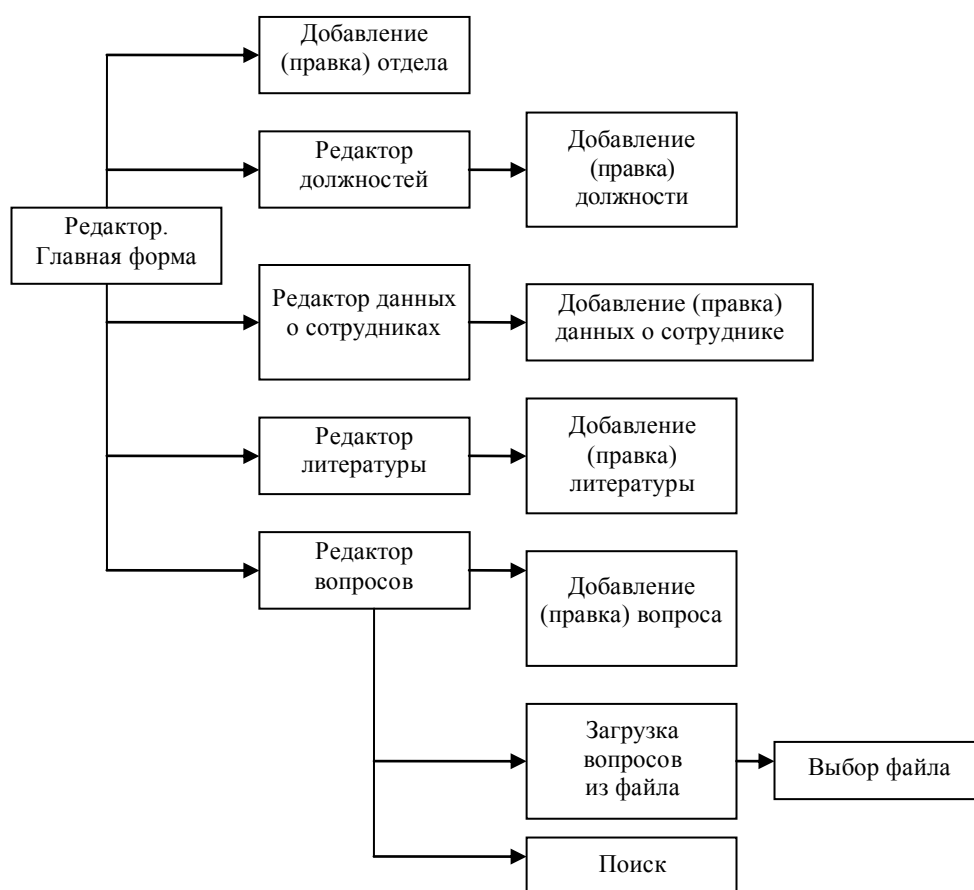 Добавление
(правка) отдела
Редактор
должностей
Добавление
(правка)
должности
Редактор.
Главная форма
Редактор данных
о сотрудниках
Добавление (правка)
данных о сотруднике
Редактор
литературы
Добавление
(правка)
литературы
Редактор
вопросов
Добавление
(правка) вопроса
Загрузка
вопросов
из файла
Выбор файла
Поиск